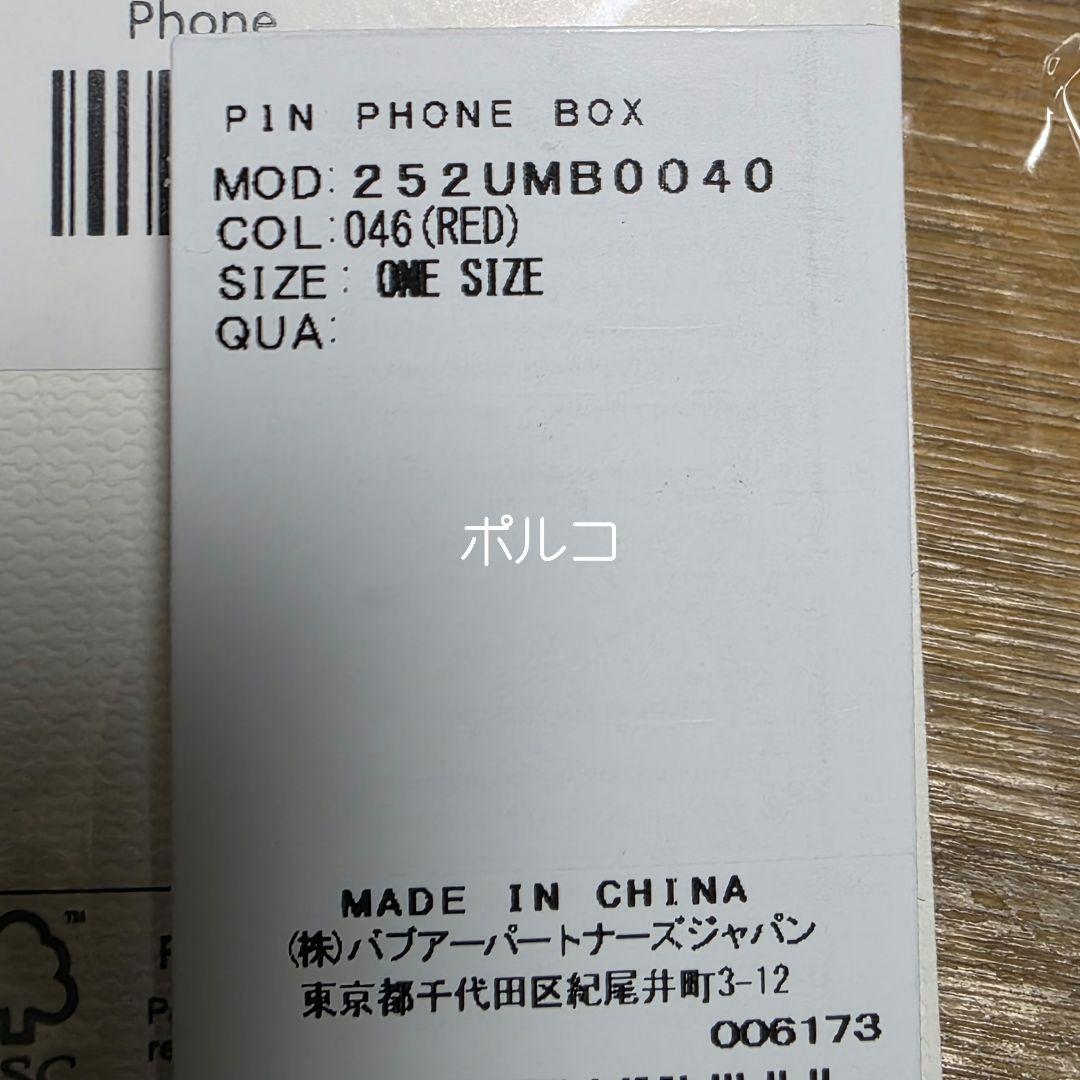 Phone
PIN PHONE BOX
MOD: 252UMB0040
COL: 046(RED)
SIZE: ONE SIZE
QUA:
ポルコ
MADE IN CHINA
(株)バブアーパートナーズジャパン
東京都千代田区紀尾井町3-12
006173
TM